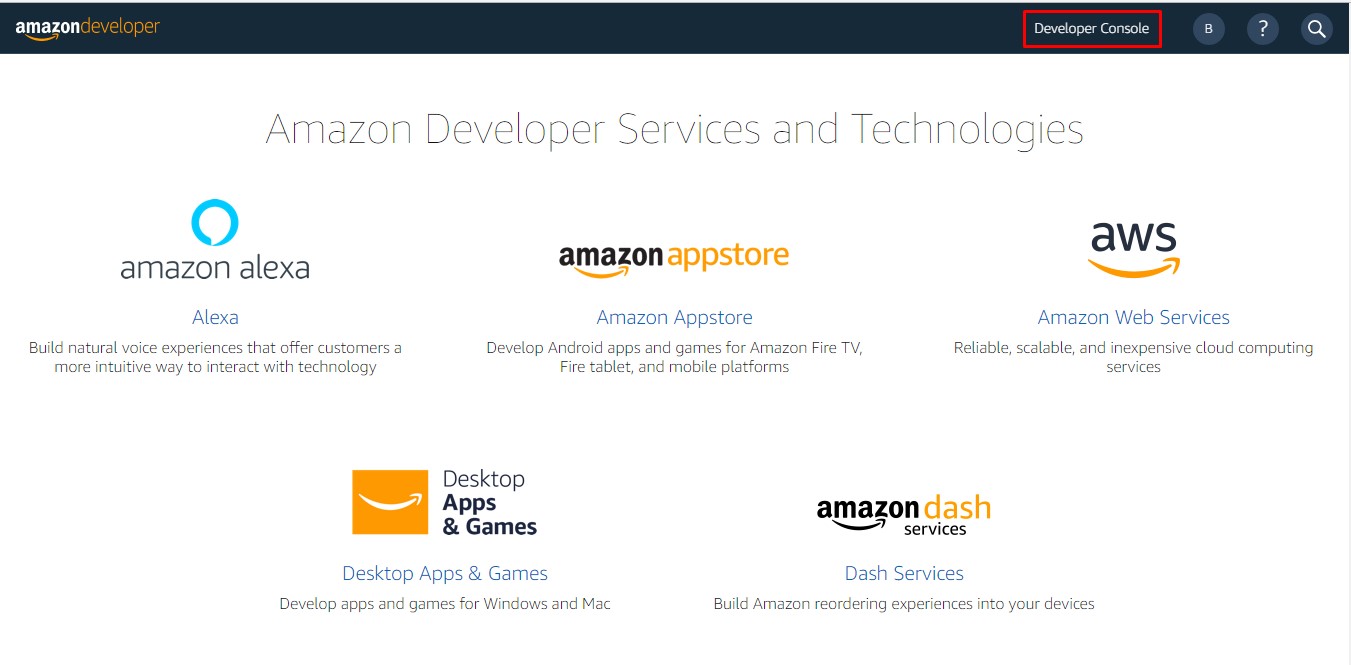 amazondeveloper
Developer Console
B
?
Amazon Developer Services and Technologies
amazon alexa
Alexa
Build natural voice experiences that offer customers a
more intuitive way to interact with technology
amazon appstore
Amazon Appstore
Develop Android apps and games for Amazon Fire TV,
Fire tablet, and mobile platforms
aws
Amazon Web Services
Reliable, scalable, and inexpensive cloud computing
services
Desktop
Apps
& Games
Desktop Apps & Games
Develop apps and games for Windows and Mac
amazon dash
services
Dash Services
Build Amazon reordering experiences into your devices